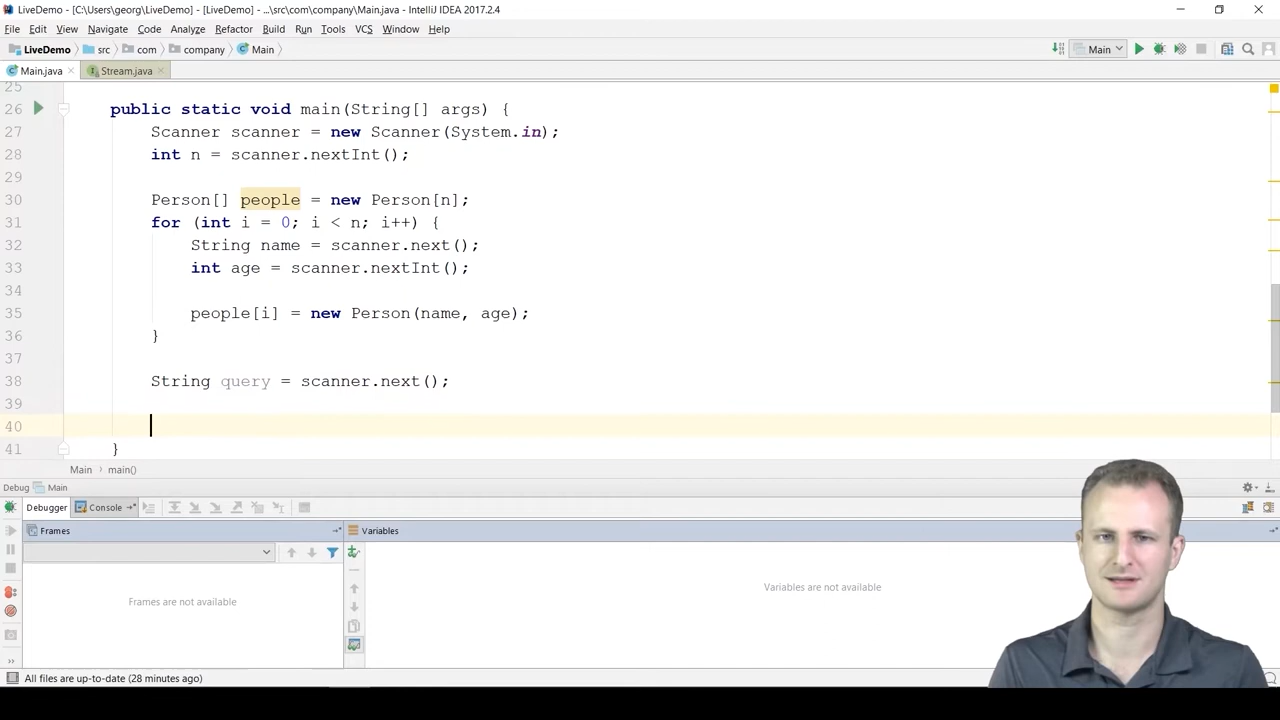 LiveDemo - [C:\Users\georg\LiveDemo] - [LiveDemo] - ...\src\com\company\Main.java - IntelliJ IDEA 2017.2.4
File Edit View Navigate Code Analyze Refactor Build Run Tools VCS Window Help
LiveDemo src com company Main Main
Main.java Stream.java
25
26 public static void main(String[] args) {
27 Scanner scanner = new Scanner(System.in);
28 int n = scanner.nextInt();
29
30 Person[] people = new Person[n];
31 for (int i = 0; i < n; i++) {
32 String name = scanner.next();
33 int age = scanner.nextInt();
34
35 people[i] = new Person(name, age);
36 }
37
38 String query = scanner.next();
39
40
41 }
Main › main()
Debug Main
Debugger Console
Frames Variables
Frames are not available
Variables are not available
All files are up-to-date (28 minutes ago)